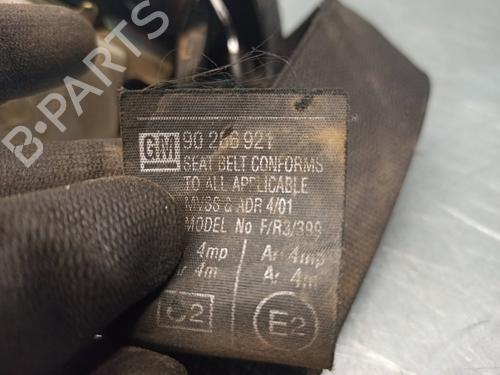 B-PARTS
GM 90 266 921
SEAT BELT CONFORMS
TO ALL APPLICABLE
MVSS & ADR 4/01
MODEL No F/R3/399
4mp Ar 4mp
4m Ar 4m
C2 E2